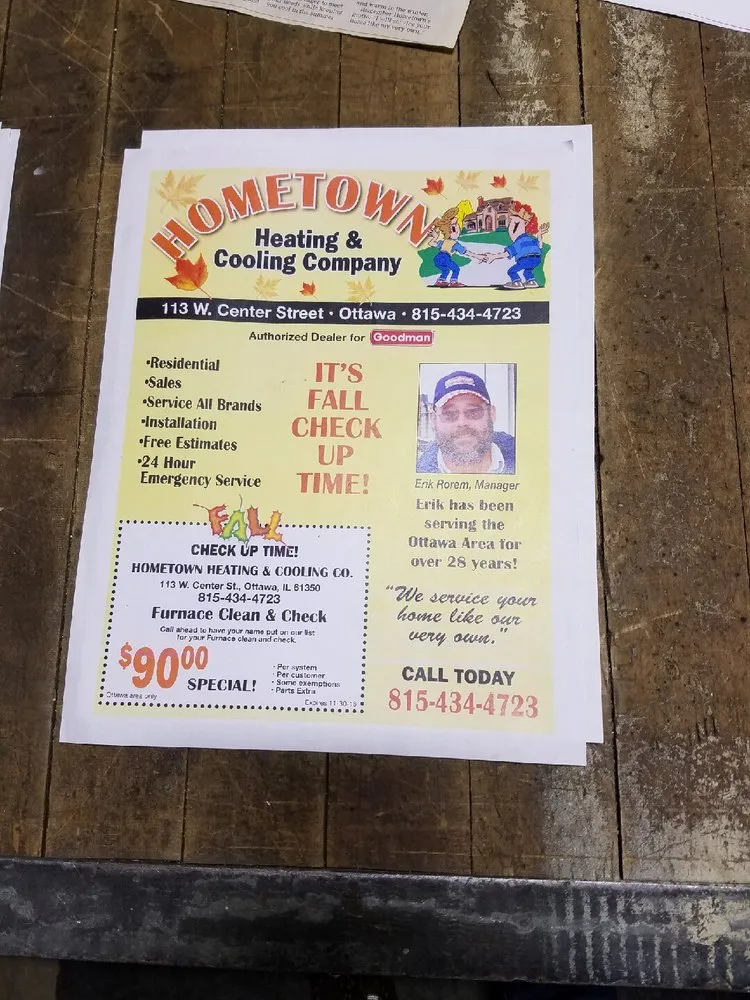 HOMETOWN
Heating &
Cooling Company
113 W. Center Street • Ottawa • 815-434-4723
Authorized Dealer for Goodman
•Residential
•Sales
•Service All Brands
•Installation
•Free Estimates
•24 Hour
Emergency Service
IT'S
FALL
CHECK
UP
TIME!
Erik Rorem, Manager
Erik has been
serving the
Ottawa Area for
over 28 years!
"We service your
home like our
very own."
CALL TODAY
815-434-4723
FALL
CHECK UP TIME!
HOMETOWN HEATING & COOLING CO.
113 W. Center St., Ottawa, IL 61350
815-434-4723
Furnace Clean & Check
Call ahead to have your name put on our list
for your Furnace clean and check.
$90.00
SPECIAL!
• Per system
• Per customer
• Some exemptions
• Parts Extra
Ottawa area only
Expires 11-30-18